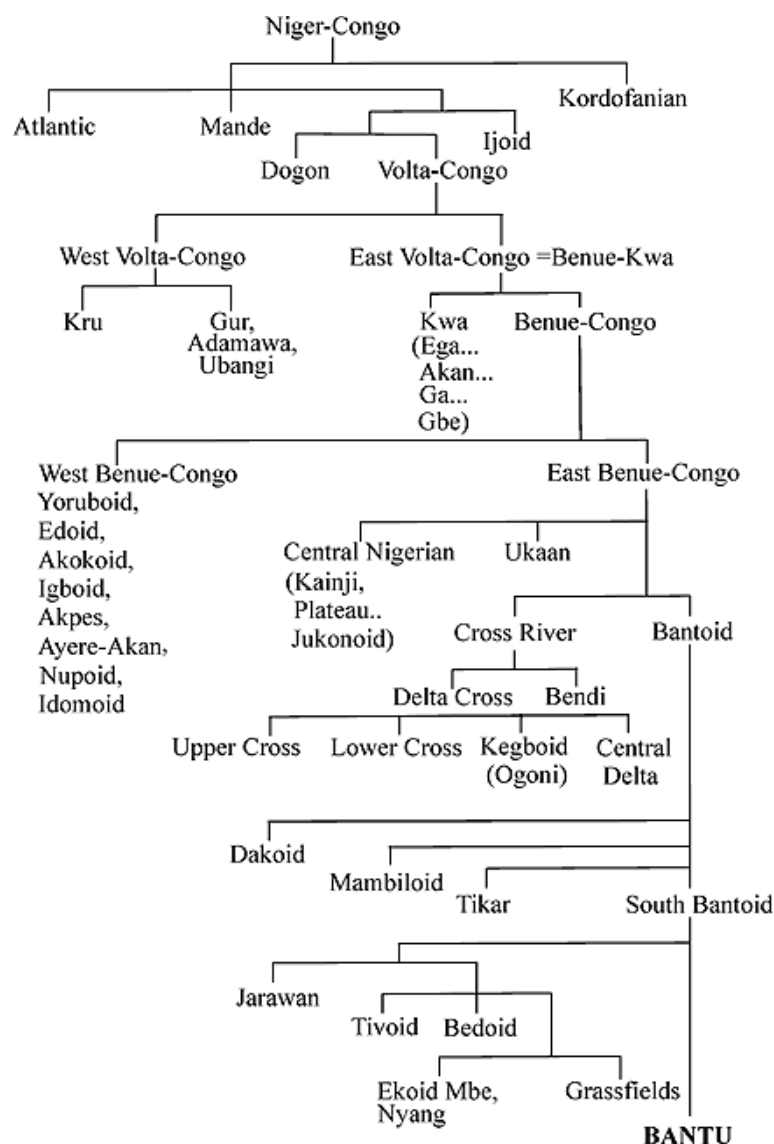 Niger-Congo
Kordofanian
Atlantic
Mande
Ijoid
Dogon
Volta-Congo
West Volta-Congo
East Volta-Congo =Benue-Kwa
Kru
Gur,
Adamawa,
Ubangi
Kwa
(Ega...
Akan...
Ga...
Gbe)
Benue-Congo
West Benue-Congo
Yoruboid,
Edoid,
Akokoid,
Igboid,
Akpes,
Ayere-Akan,
Nupoid,
Idomoid
East Benue-Congo
Central Nigerian
(Kainji,
Plateau..
Jukonoid)
Ukaan
Cross River
Bantoid
Delta Cross
Bendi
Upper Cross
Lower Cross
Kegboid
(Ogoni)
Central
Delta
Dakoid
Mambiloid
Tikar
South Bantoid
Jarawan
Tivoid
Bedoid
Ekoid Mbe,
Nyang
Grassfields
BANTU